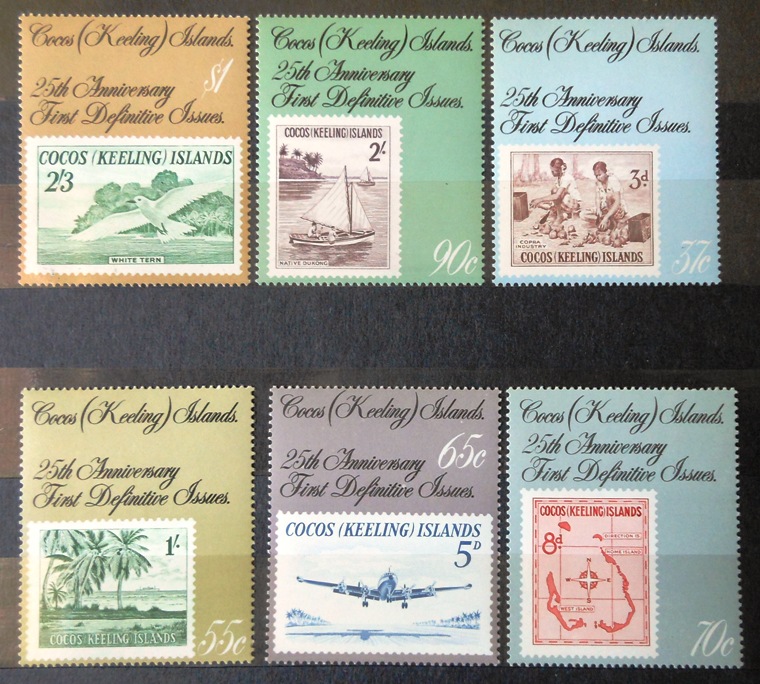 Cocos (Keeling) Islands.
$1
25th Anniversary
First Definitive Issues.
COCOS (KEELING) ISLANDS
2/3
WHITE TERN
Cocos (Keeling) Islands.
25th Anniversary
First Definitive Issues.
COCOS (KEELING) ISLANDS
2/-
NATIVE DUKONG
90c
Cocos (Keeling) Islands.
25th Anniversary
First Definitive Issues.
3d
COPRA
INDUSTRY
COCOS (KEELING) ISLANDS
37c
Cocos (Keeling) Islands.
25th Anniversary
First Definitive Issues.
1/-
COCOS (KEELING) ISLANDS
55c
Cocos (Keeling) Islands.
25th Anniversary
65c
First Definitive Issues.
COCOS (KEELING) ISLANDS
5D
Cocos (Keeling) Islands.
25th Anniversary
First Definitive Issues.
COCOS (KEELING) ISLANDS
8d
DIRECTION IS.
HOME ISLAND
WEST ISLAND
70c